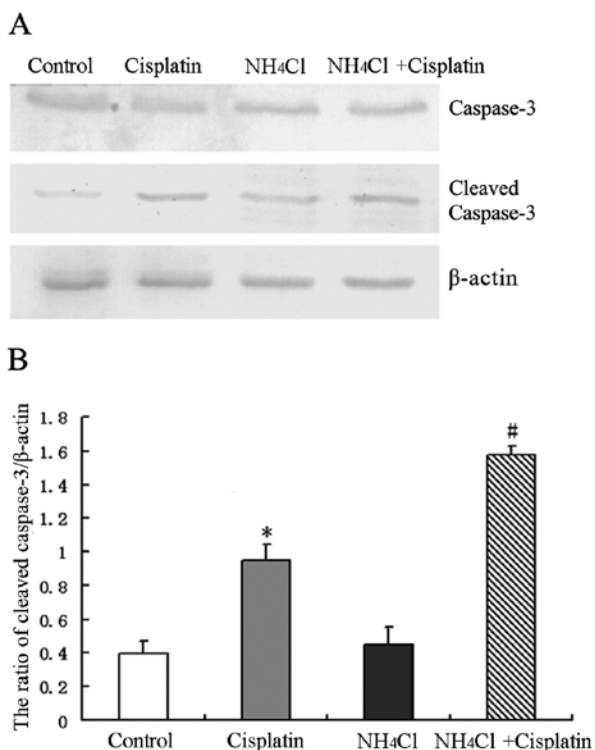 A
Control Cisplatin NH₄Cl NH₄Cl +Cisplatin
Caspase-3
Cleaved
Caspase-3
β-actin
B
The ratio of cleaved caspase-3/β-actin
1.8
1.6
1.4
1.2
1
0.8
0.6
0.4
0.2
0
*
#
Control Cisplatin NH₄Cl NH₄Cl +Cisplatin